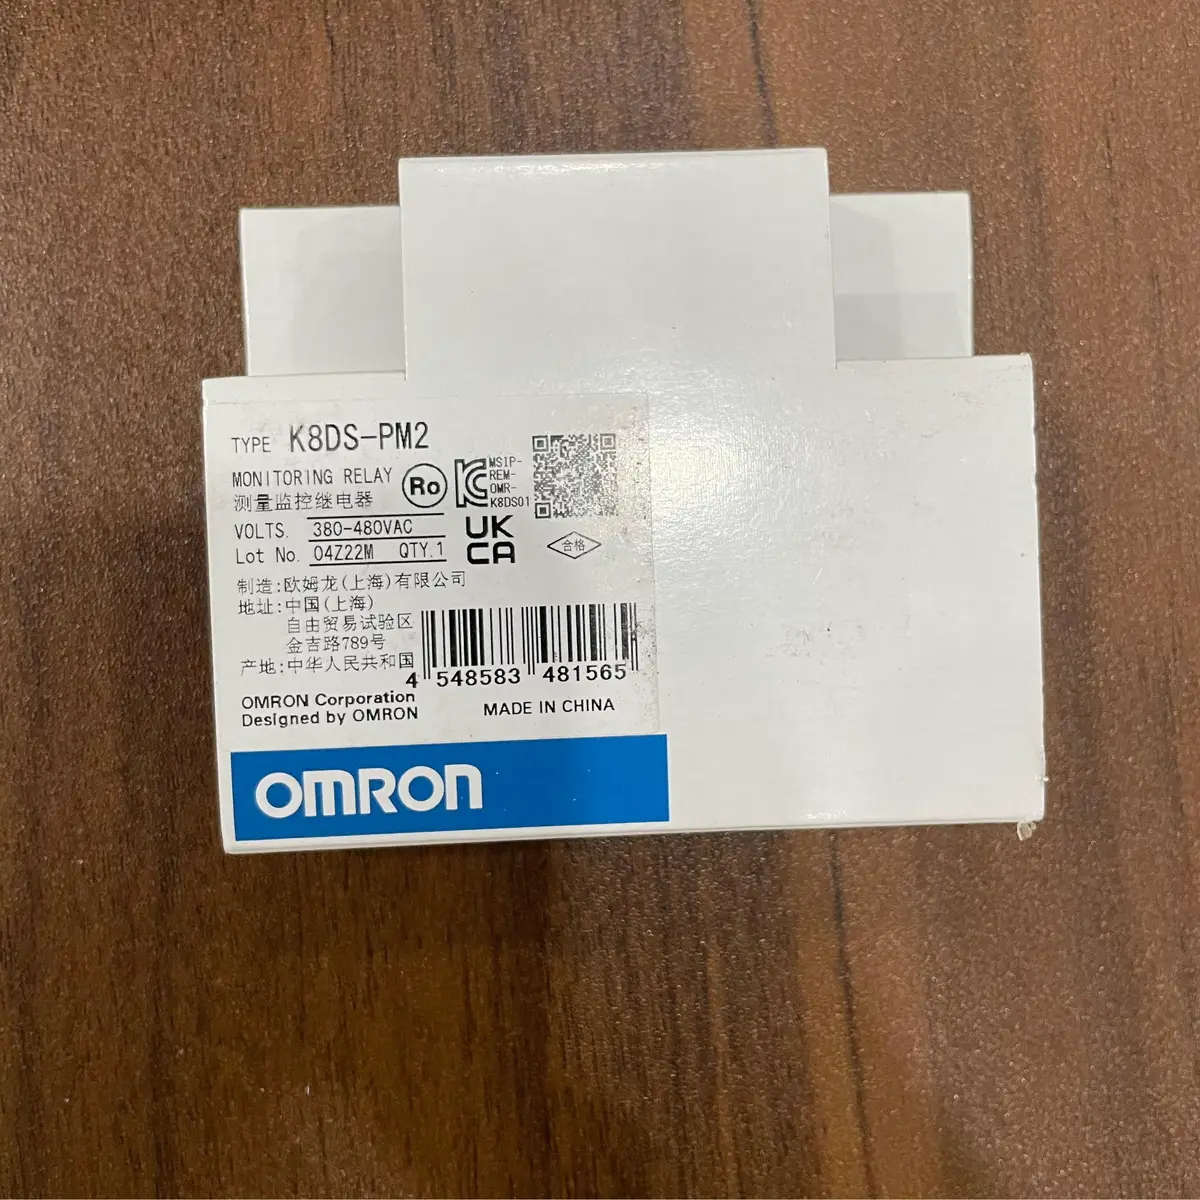 TYPE K8DS-PM2
MONITORING RELAY
测量监控继电器
Ro
MSIP-
REM-
OMR-
K8DS01
VOLTS. 380-480VAC
Lot No. 04Z22M QTY.1
UK
CA
合格
制造:欧姆龙(上海)有限公司
地址:中国(上海)
自由贸易试验区
金吉路789号
产地:中华人民共和国
4 548583 481565
OMRON Corporation
Designed by OMRON
MADE IN CHINA
OMRON